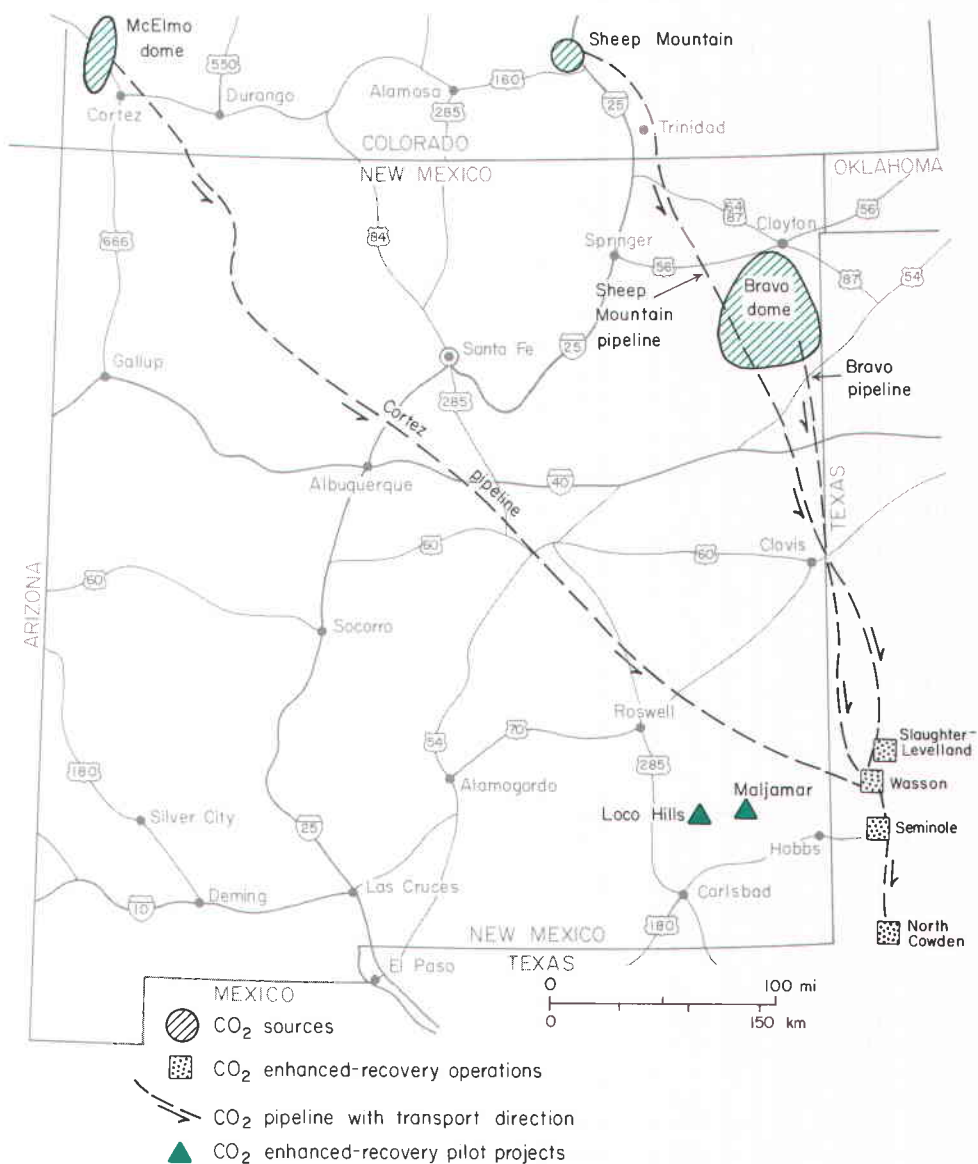 McElmo
dome
Sheep Mountain
550
160
Alamosa
Durango
285
25
Cortez
Trinidad
COLORADO
NEW MEXICO
OKLAHOMA
64
87
56
Clayton
84
666
Springer
56
87
54
Sheep
Mountain
pipeline
Bravo
dome
Santa Fe
25
Gallup
Bravo
pipeline
285
Cortez
pipeline
Albuquerque
40
TEXAS
60
60
Clovis
60
ARIZONA
Socorro
Roswell
70
54
Slaughter-
Levelland
180
285
Wasson
Alamogordo
Maljamar
Loco Hills
Silver City
Seminole
25
Hobbs
Las Cruces
Carlsbad
Deming
10
180
North
Cowden
NEW MEXICO
TEXAS
El Paso
MEXICO
0 100 mi
0 150 km
CO2 sources
CO2 enhanced-recovery operations
CO2 pipeline with transport direction
CO2 enhanced-recovery pilot projects